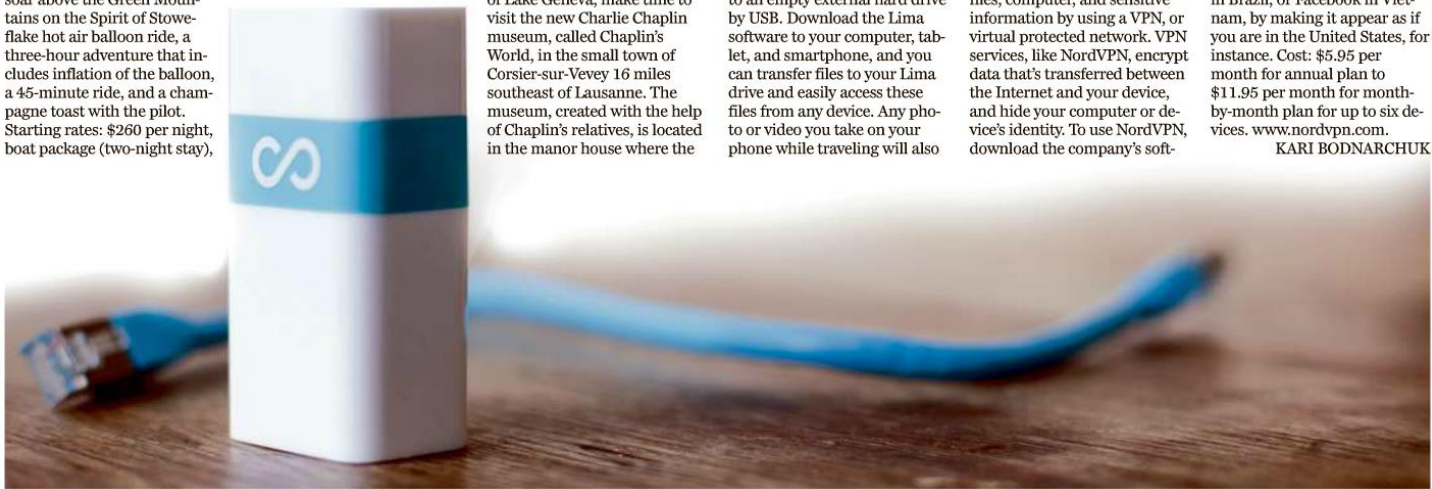 soar above the Green Moun-
tains on the Spirit of Stowe-
flake hot air balloon ride, a
three-hour adventure that in-
cludes inflation of the balloon,
a 45-minute ride, and a cham-
pagne toast with the pilot.
Starting rates: $260 per night,
boat package (two-night stay),
of Lake Geneva, make time to
visit the new Charlie Chaplin
museum, called Chaplin's
World, in the small town of
Corsier-sur-Vevey 16 miles
southeast of Lausanne. The
museum, created with the help
of Chaplin's relatives, is located
in the manor house where the
to an empty external hard drive
by USB. Download the Lima
software to your computer, tab-
let, and smartphone, and you
can transfer files to your Lima
drive and easily access these
files from any device. Any pho-
to or video you take on your
phone while traveling will also
files, computer, and sensitive
information by using a VPN, or
virtual protected network. VPN
services, like NordVPN, encrypt
data that's transferred between
the Internet and your device,
and hide your computer or de-
vice's identity. To use NordVPN,
download the company's soft-
in Brazil, or Facebook in Viet-
nam, by making it appear as if
you are in the United States, for
instance. Cost: $5.95 per
month for annual plan to
$11.95 per month for month-
by-month plan for up to six de-
vices. www.nordvpn.com.
KARI BODNARCHUK